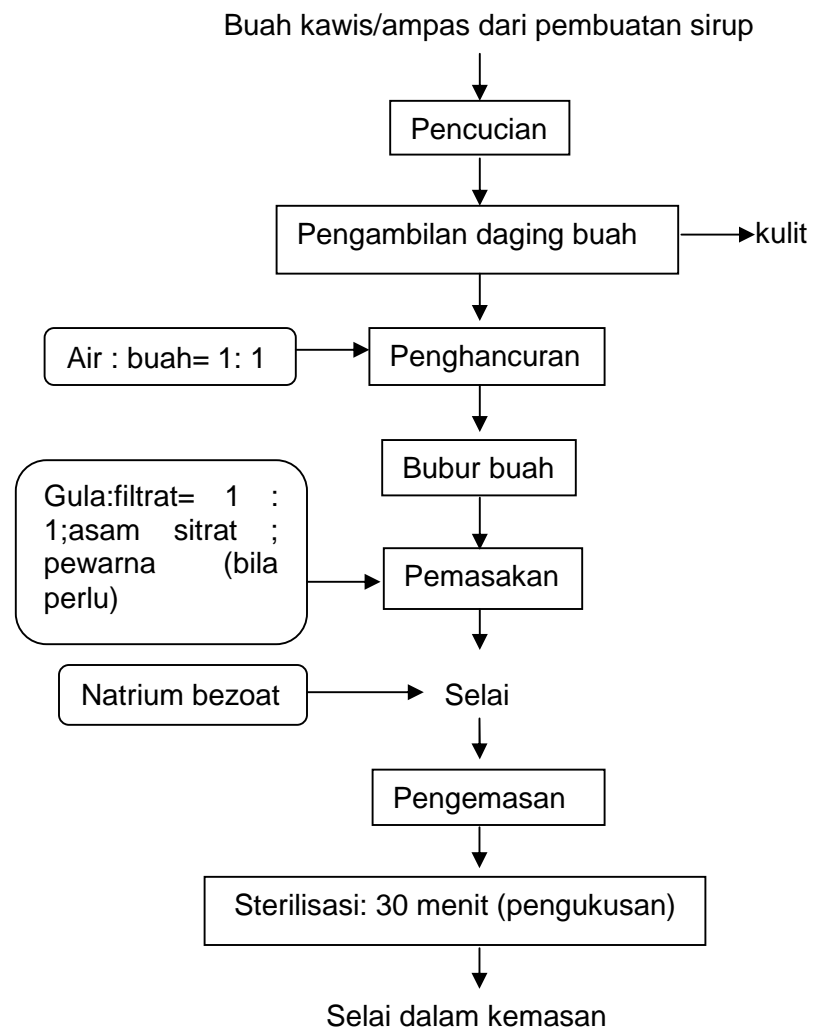 Buah kawis/ampas dari pembuatan sirup
Pencucian
Pengambilan daging buah
kulit
Air : buah= 1: 1
Penghancuran
Bubur buah
Gula:filtrat= 1 :
1;asam sitrat ;
pewarna (bila
perlu)
Pemasakan
Natrium bezoat
Selai
Pengemasan
Sterilisasi: 30 menit (pengukusan)
Selai dalam kemasan